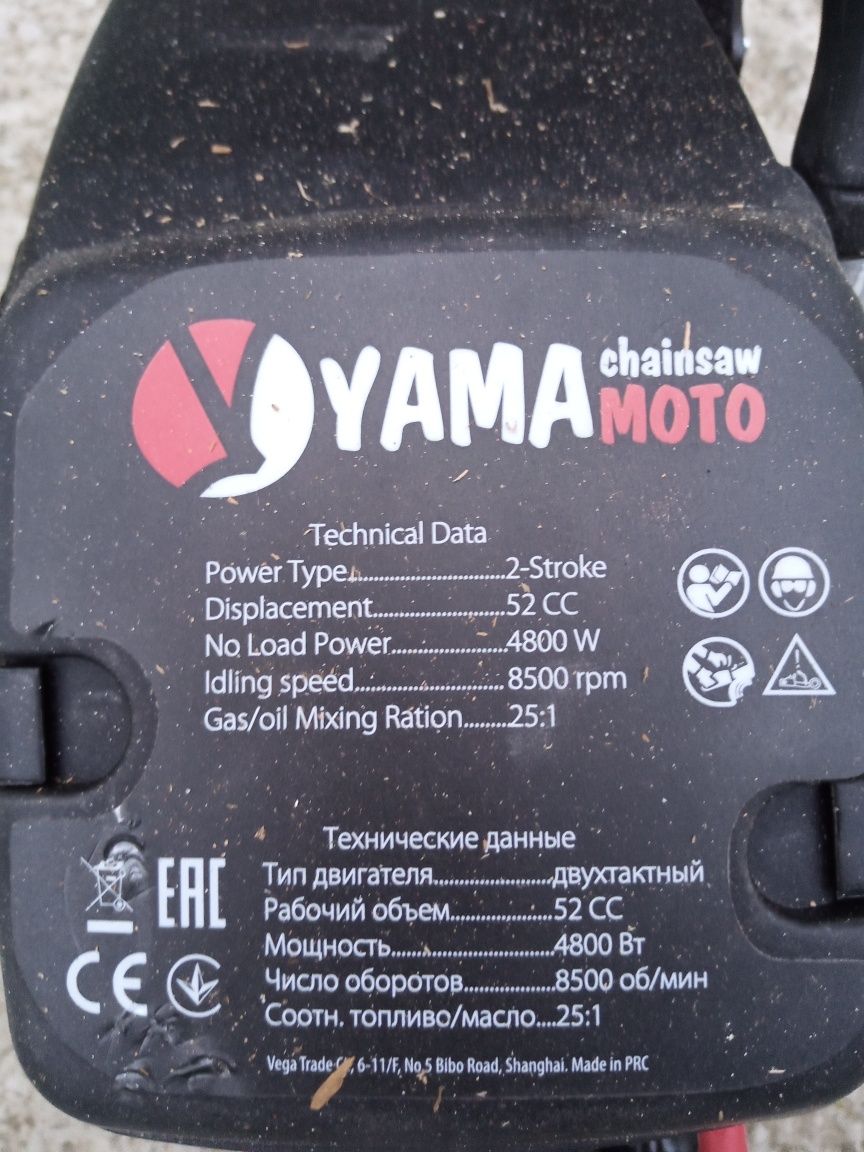 YAMA chainsaw
MOTO
Technical Data
Power Type..............................2-Stroke
Displacement.........................52 CC
No Load Power......................4800 W
Idling speed............................8500 rpm
Gas/oil Mixing Ration.........25:1
Технические данные
Тип двигателя.......................двухтактный
Рабочий объем....................52 CC
Мощность...............................4800 Вт
Число оборотов.................8500 об/мин
Соотн. топливо/масло....25:1
EAC
CE
Vega Trade 6-11/F, No 5 Bibo Road, Shanghai. Made in PRC